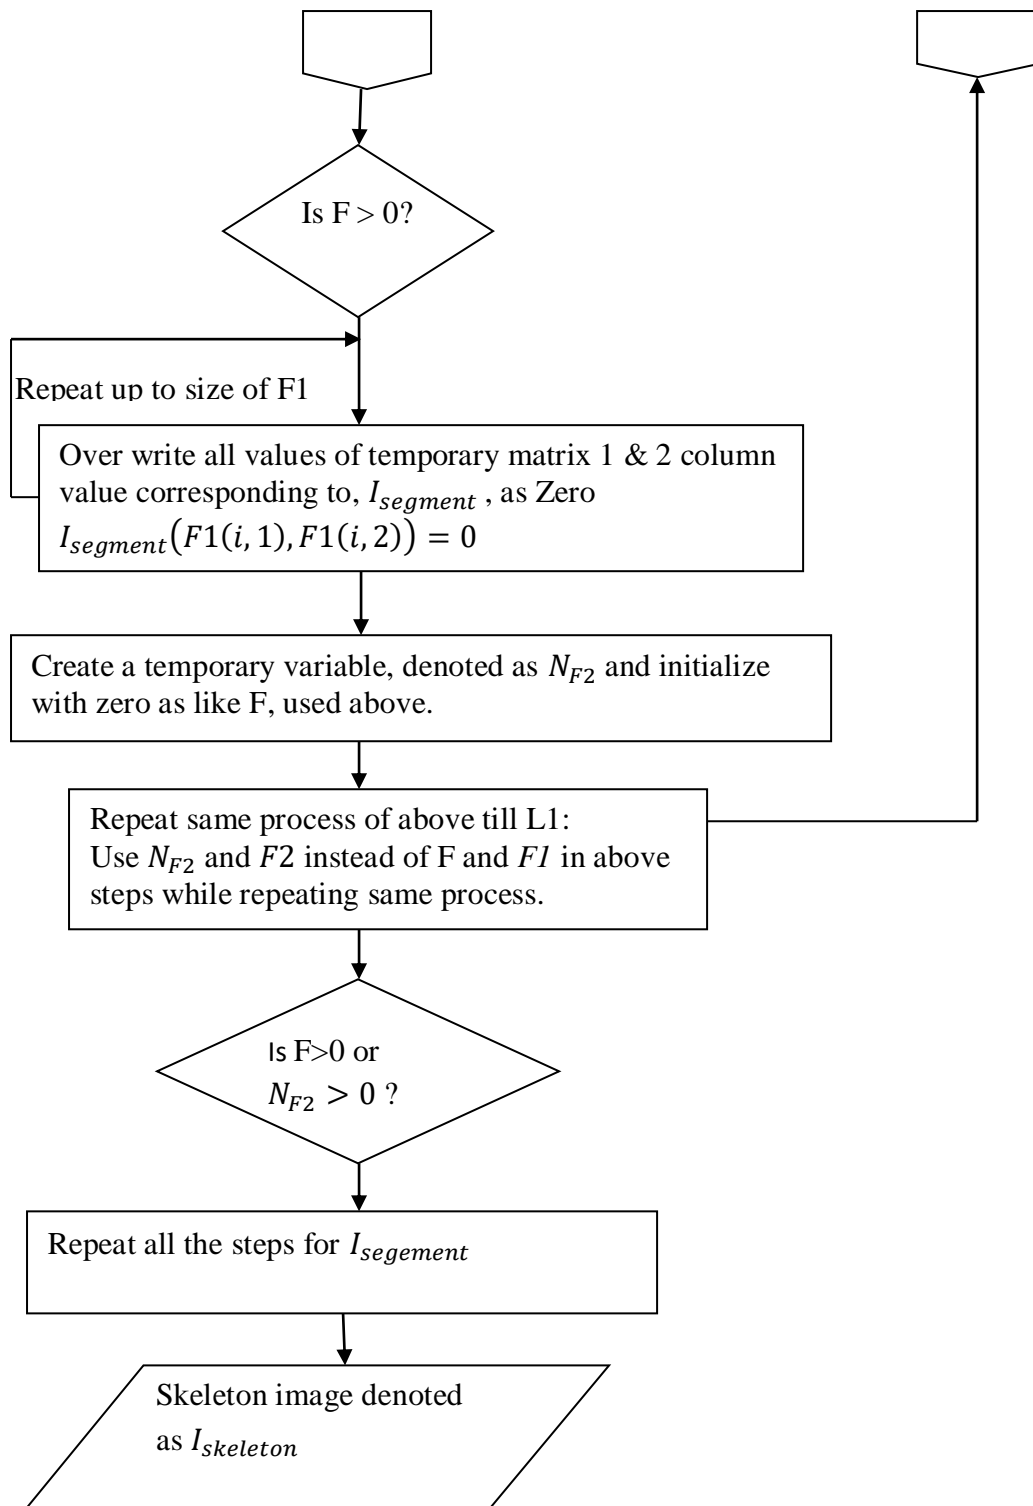 Is F > 0?
Repeat up to size of F1
Over write all values of temporary matrix 1 & 2 column
value corresponding to, I_segment , as Zero
I_segment(F1(i, 1), F1(i, 2)) = 0
Create a temporary variable, denoted as N_F2 and initialize
with zero as like F, used above.
Repeat same process of above till L1:
Use N_F2 and F2 instead of F and F1 in above
steps while repeating same process.
Is F>0 or
N_F2 > 0 ?
Repeat all the steps for I_segement
Skeleton image denoted
as I_skeleton